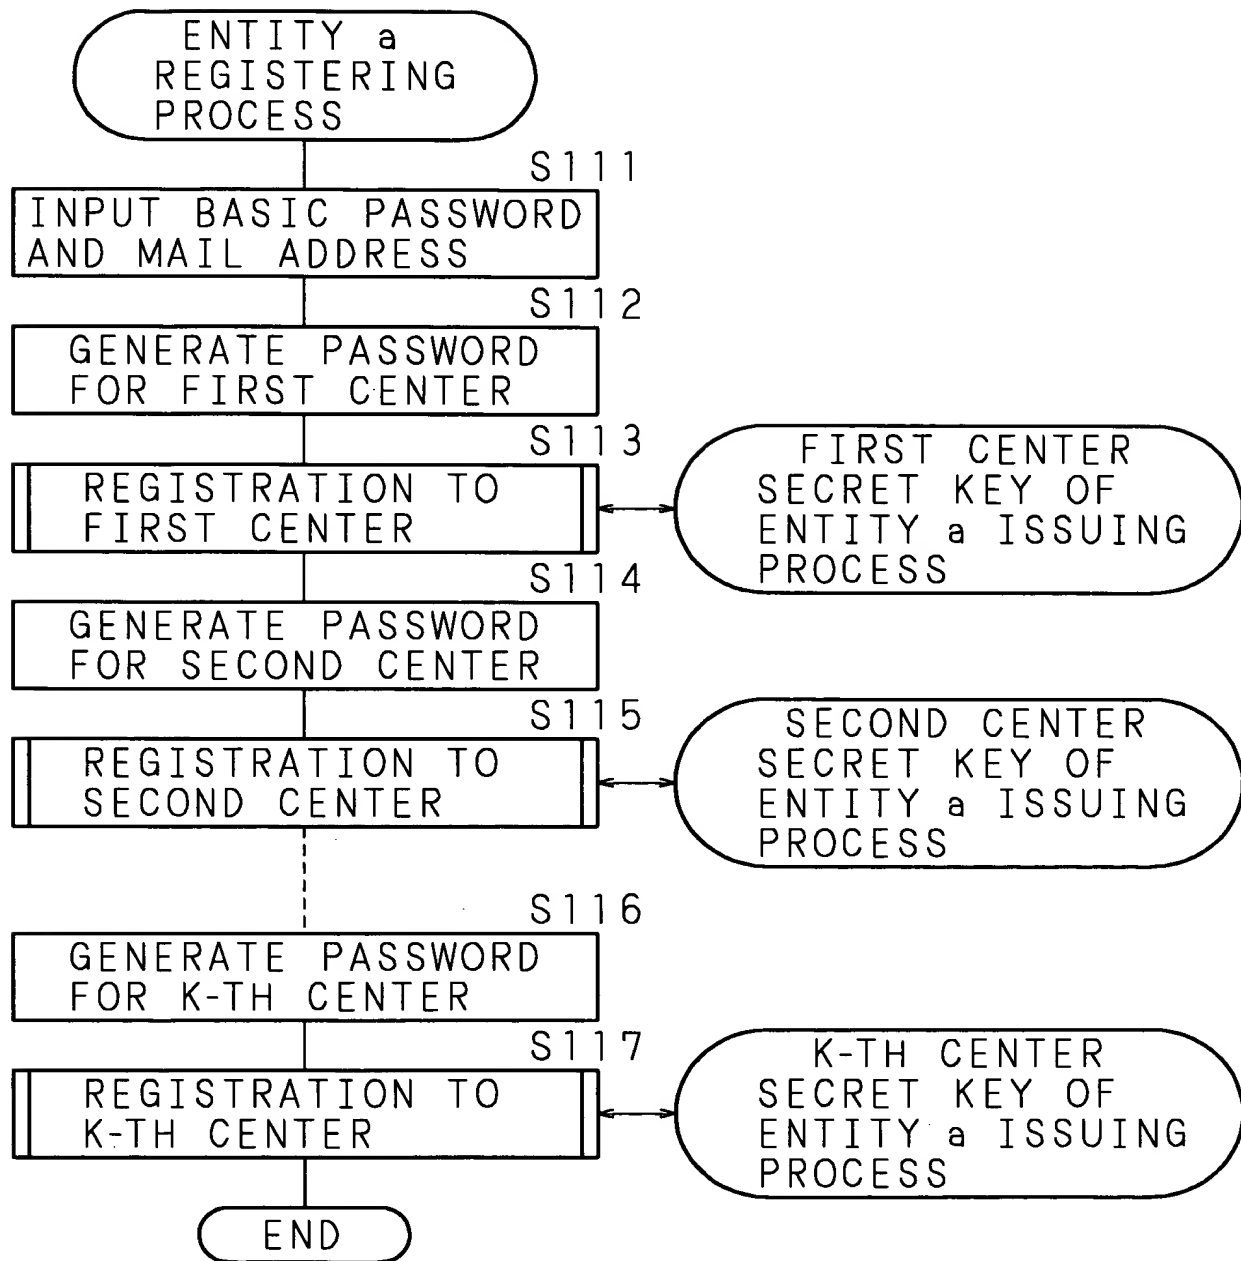 ENTITY a
REGISTERING
PROCESS
S111
INPUT BASIC PASSWORD
AND MAIL ADDRESS
S112
GENERATE PASSWORD
FOR FIRST CENTER
S113
REGISTRATION TO
FIRST CENTER
FIRST CENTER
SECRET KEY OF
ENTITY a ISSUING
PROCESS
S114
GENERATE PASSWORD
FOR SECOND CENTER
S115
REGISTRATION TO
SECOND CENTER
SECOND CENTER
SECRET KEY OF
ENTITY a ISSUING
PROCESS
S116
GENERATE PASSWORD
FOR K-TH CENTER
S117
REGISTRATION TO
K-TH CENTER
K-TH CENTER
SECRET KEY OF
ENTITY a ISSUING
PROCESS
END